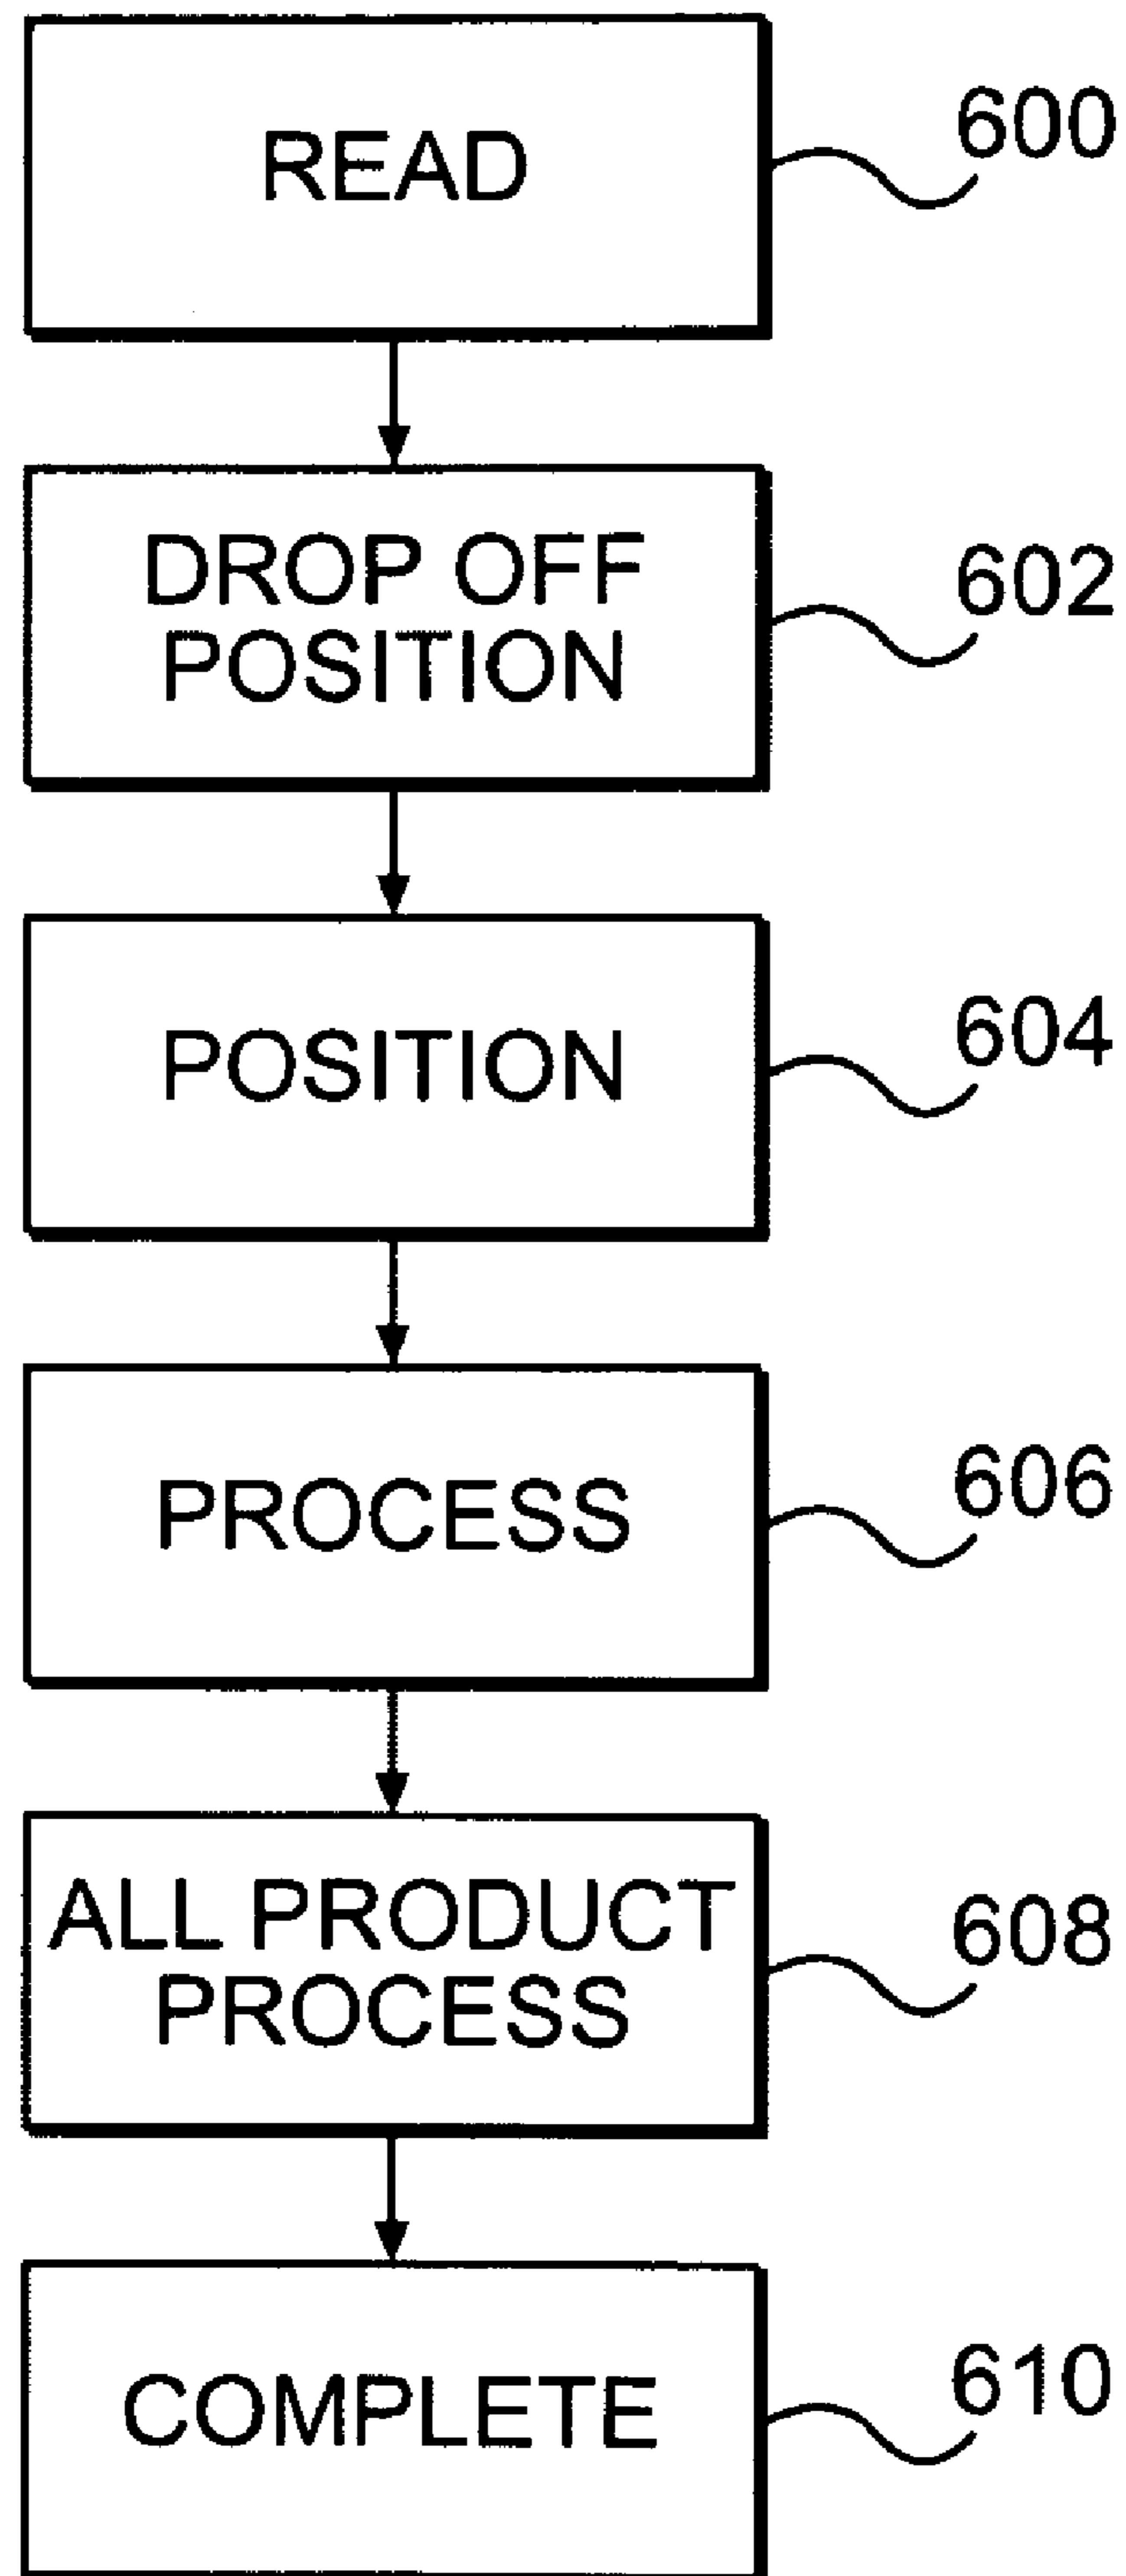 READ
600
DROP OFF
POSITION
602
POSITION
604
PROCESS
606
ALL PRODUCT
PROCESS
608
COMPLETE
610